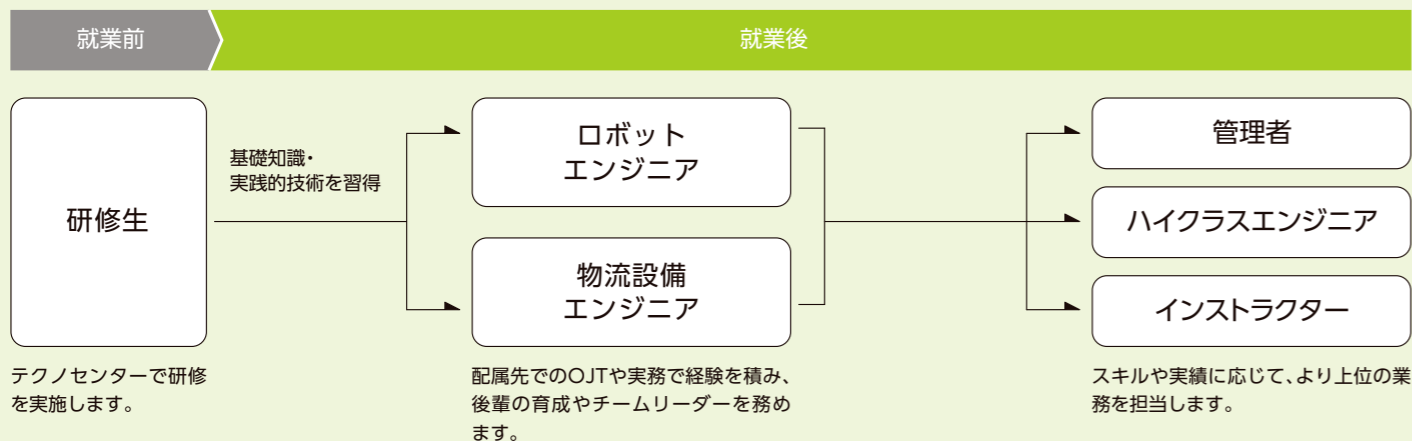 就業前
就業後
研修生
基礎知識・
実践的技術を習得
ロボット
エンジニア
物流設備
エンジニア
管理者
ハイクラスエンジニア
インストラクター
テクノセンターで研修
を実施します。
配属先でのOJTや実務で経験を積み、
後輩の育成やチームリーダーを務め
ます。
スキルや実績に応じて、より上位の業
務を担当します。